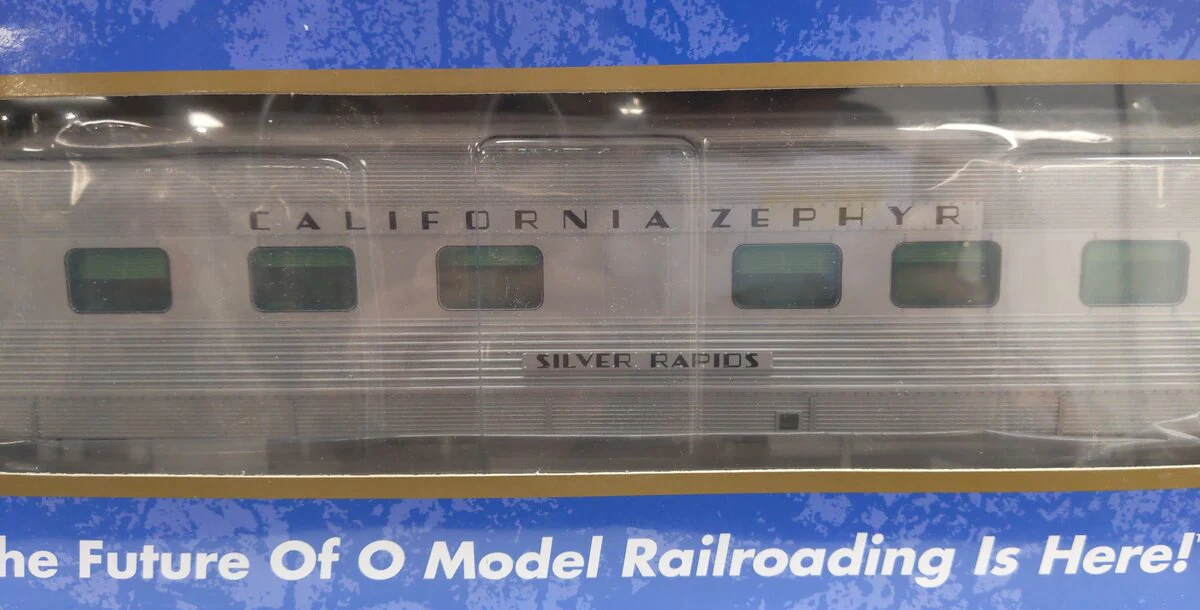 CALIFORNIA ZEPHYR
SILVER RAPIDS
he Future Of O Model Railroading Is Here!